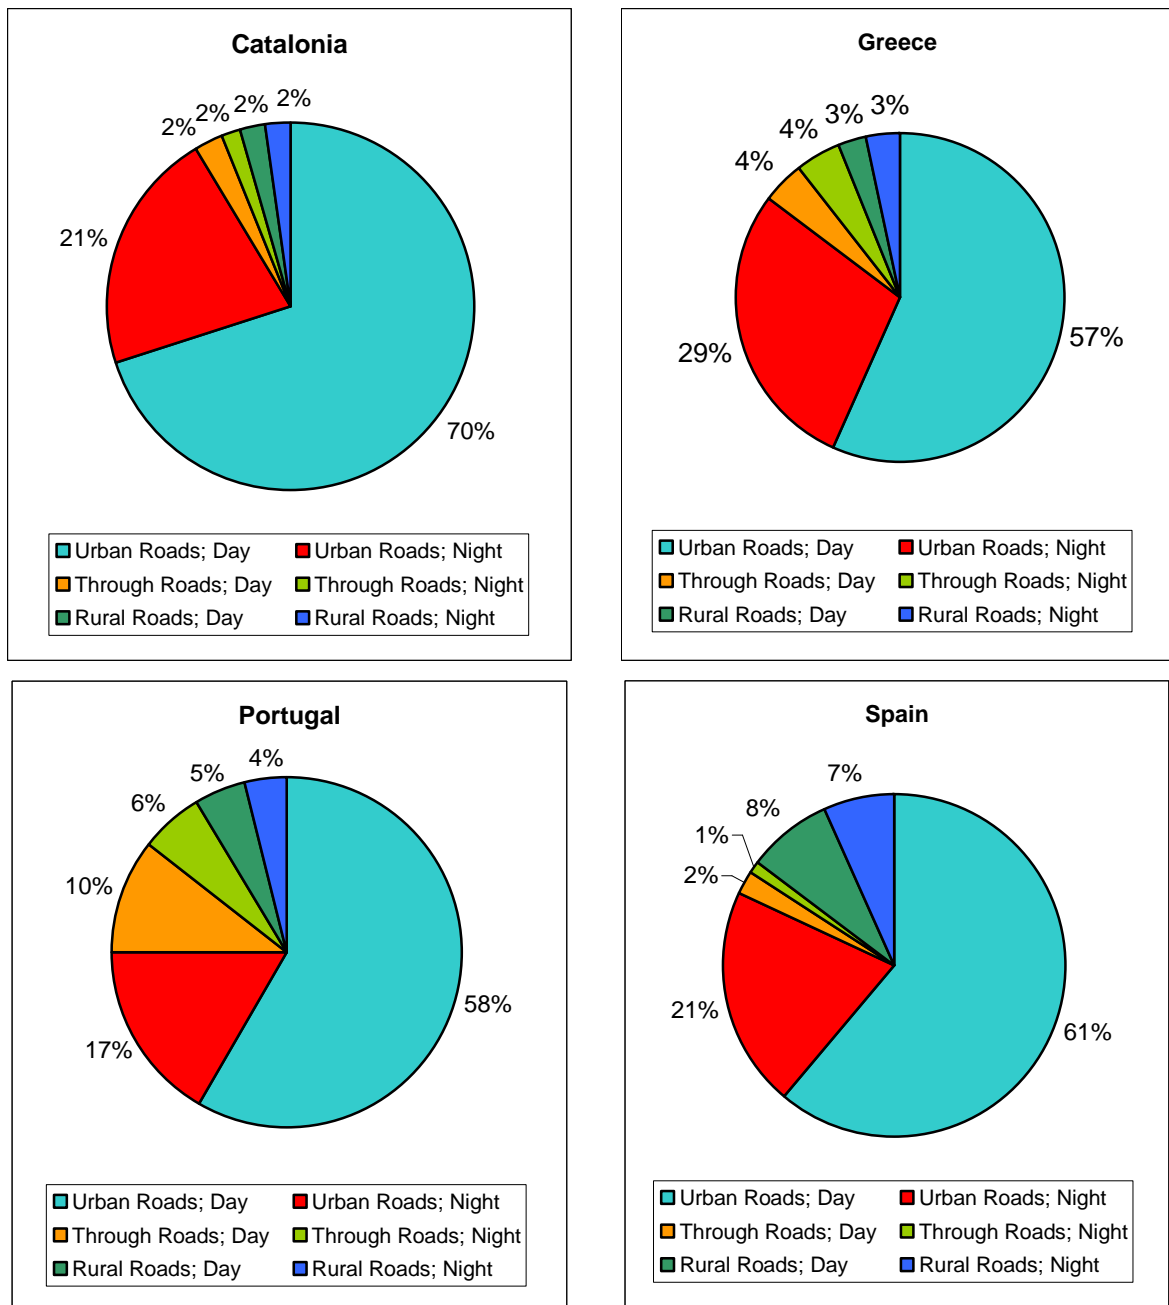 Catalonia
2% 2% 2% 2%
21%
70%
Urban Roads; Day Urban Roads; Night
Through Roads; Day Through Roads; Night
Rural Roads; Day Rural Roads; Night
Greece
4% 4% 3% 3%
57%
29%
Urban Roads; Day Urban Roads; Night
Through Roads; Day Through Roads; Night
Rural Roads; Day Rural Roads; Night
Portugal
10% 6% 5% 4%
58%
17%
Urban Roads; Day Urban Roads; Night
Through Roads; Day Through Roads; Night
Rural Roads; Day Rural Roads; Night
Spain
2% 1% 8% 7%
21%
61%
Urban Roads; Day Urban Roads; Night
Through Roads; Day Through Roads; Night
Rural Roads; Day Rural Roads; Night